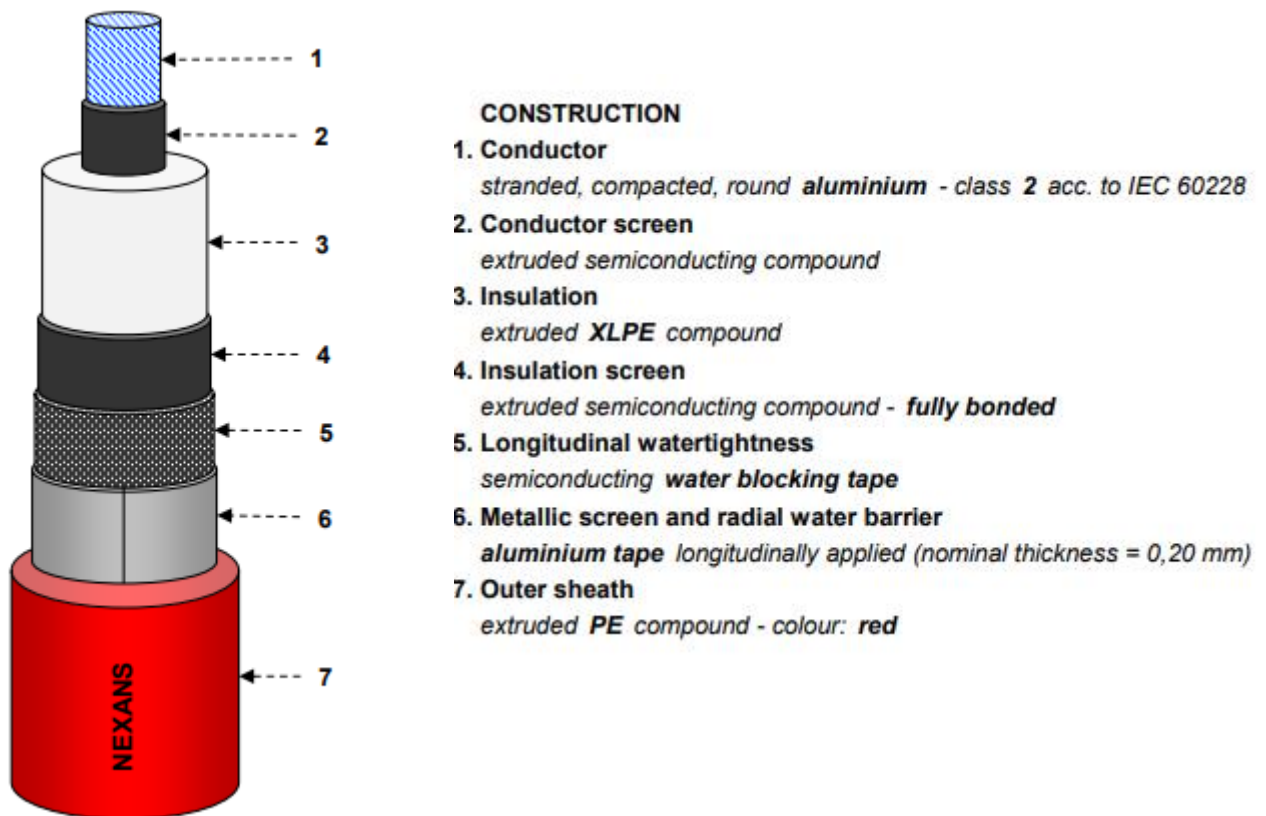 1
2
3
4
5
6
7
NEXANS
CONSTRUCTION
1. Conductor
stranded, compacted, round aluminium - class 2 acc. to IEC 60228
2. Conductor screen
extruded semiconducting compound
3. Insulation
extruded XLPE compound
4. Insulation screen
extruded semiconducting compound - fully bonded
5. Longitudinal watertightness
semiconducting water blocking tape
6. Metallic screen and radial water barrier
aluminium tape longitudinally applied (nominal thickness = 0,20 mm)
7. Outer sheath
extruded PE compound - colour: red